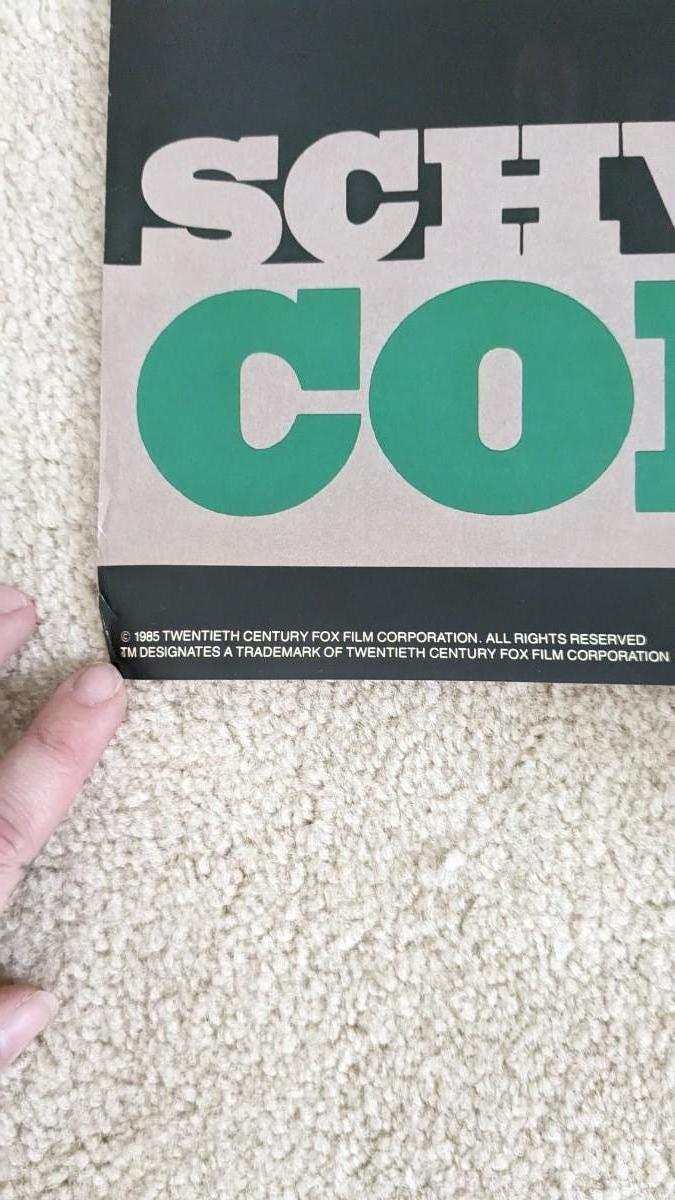 SCH
CO
© 1985 TWENTIETH CENTURY FOX FILM CORPORATION. ALL RIGHTS RESERVED
TM DESIGNATES A TRADEMARK OF TWENTIETH CENTURY FOX FILM CORPORATION